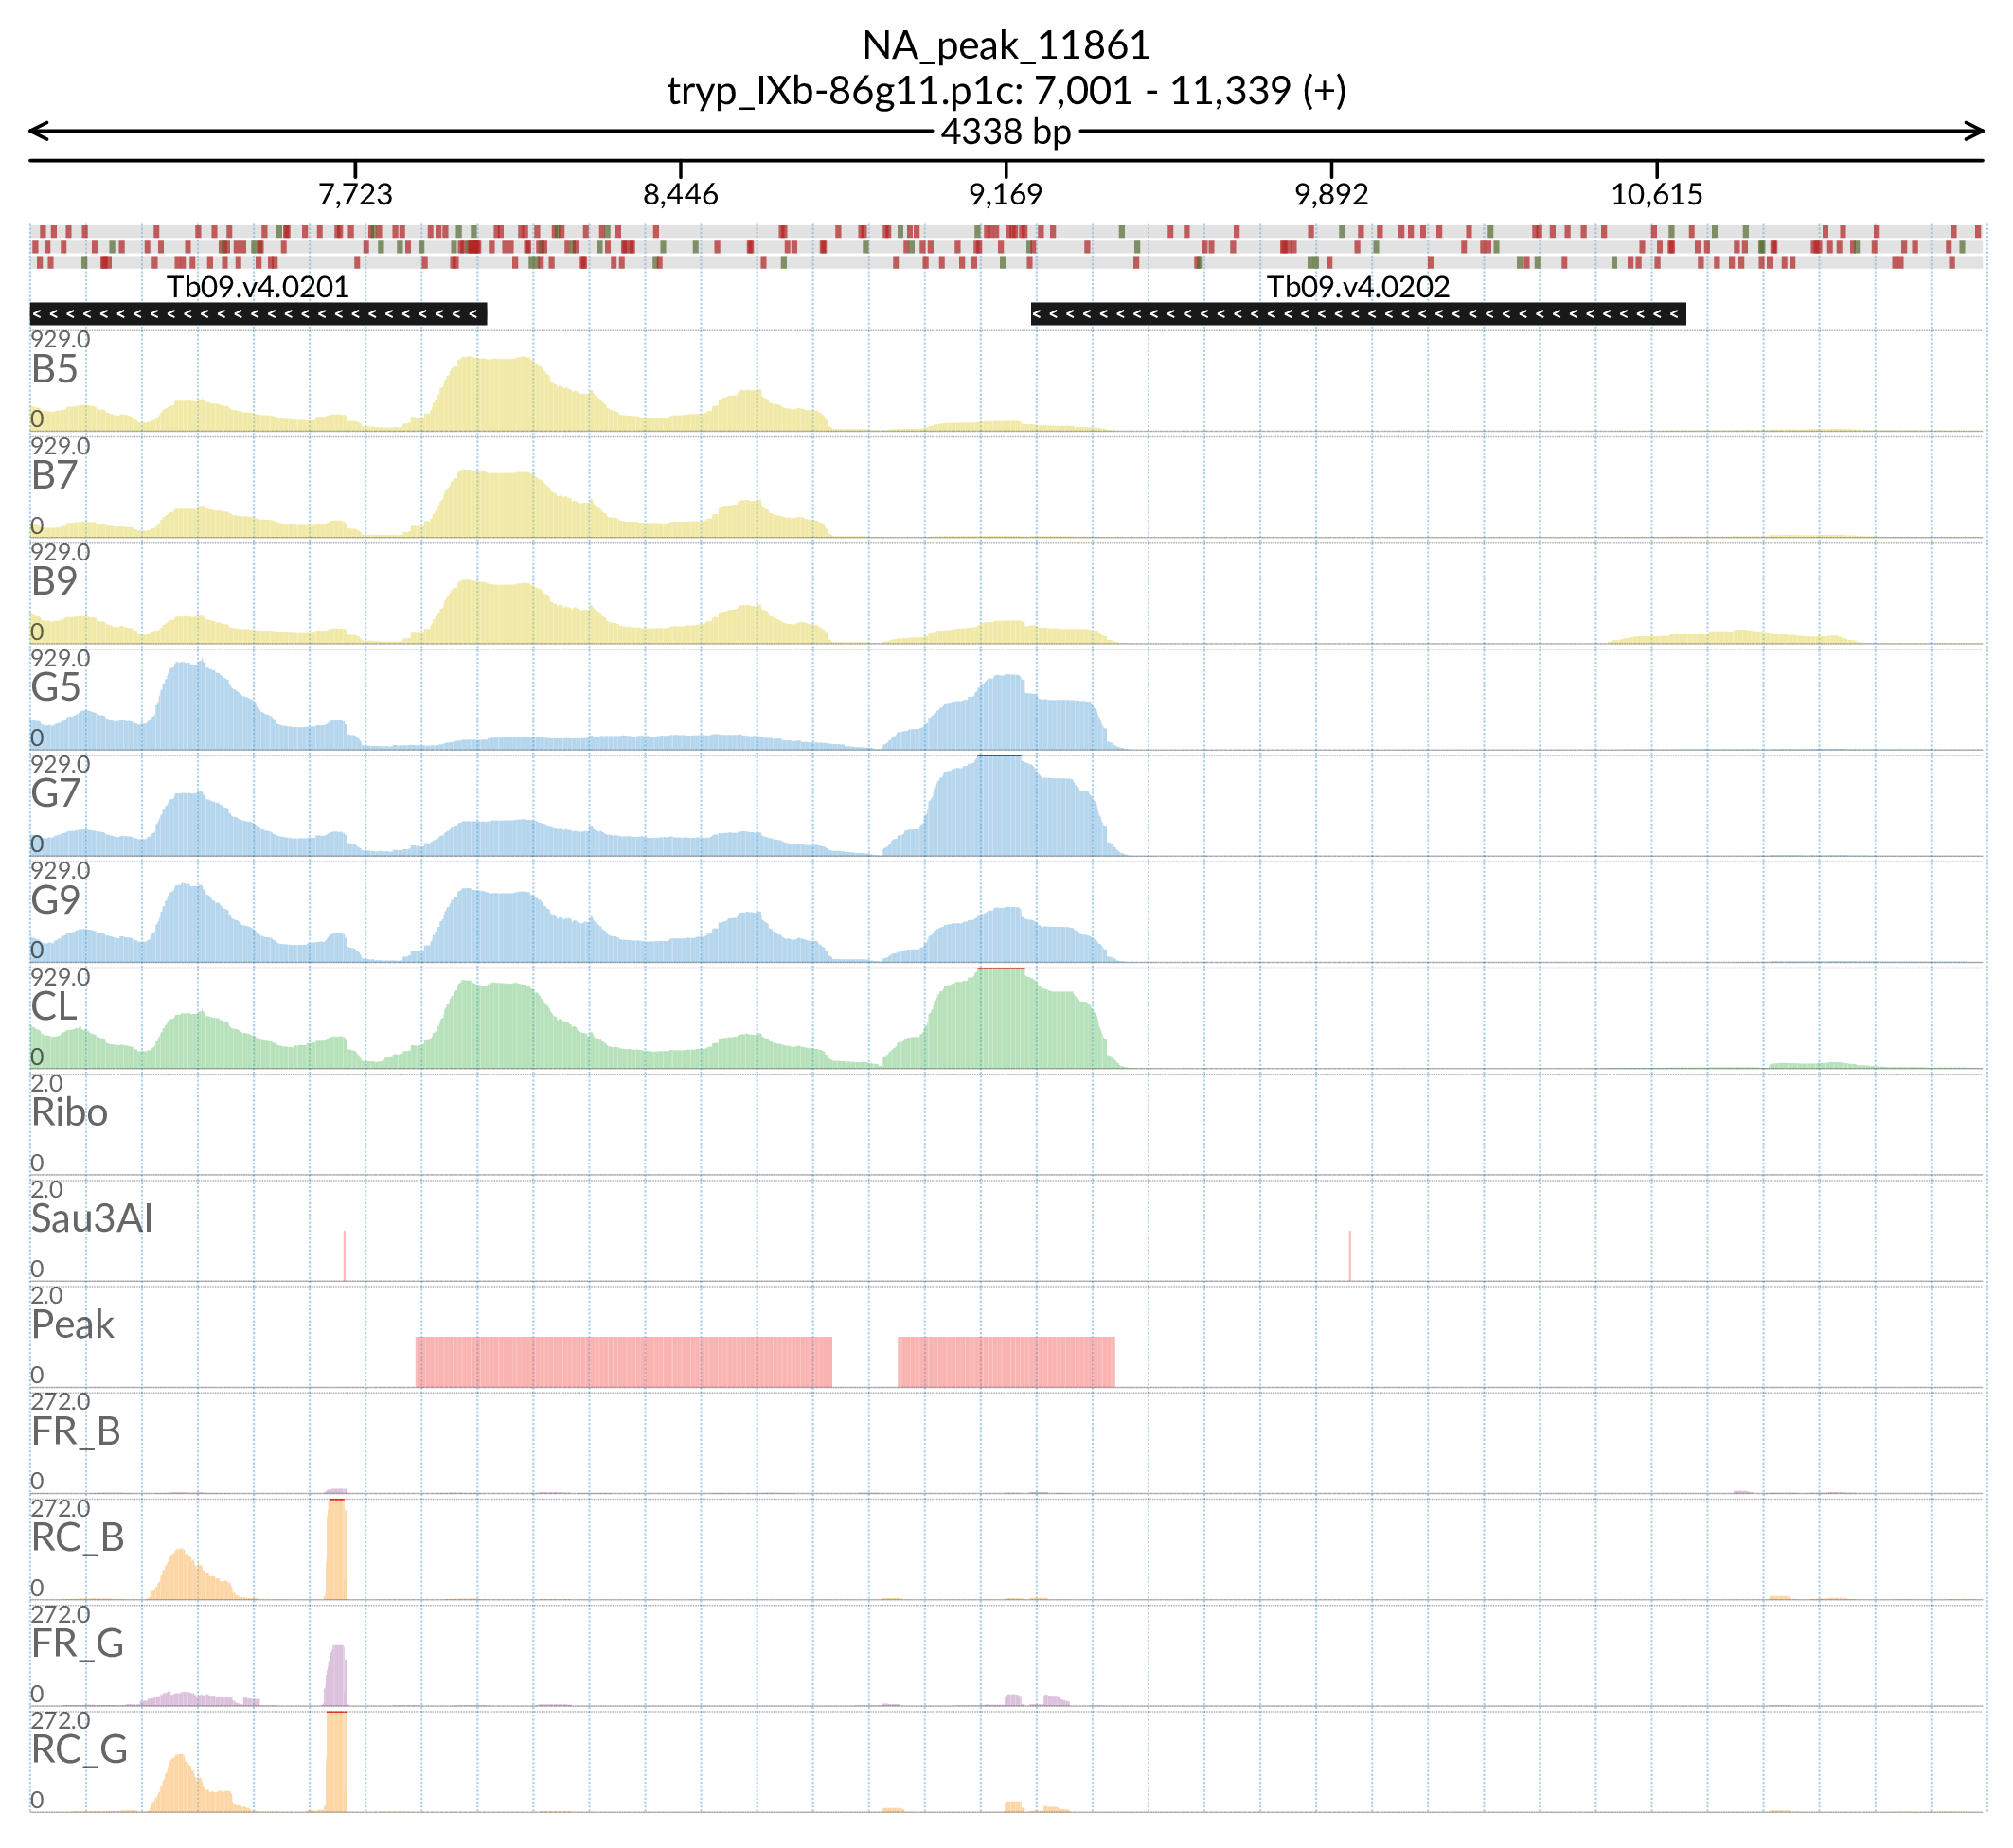 NA_peak_11861
tryp_IXb-86g11.p1c: 7,001 - 11,339 (+)
4338 bp
7,723 8,446 9,169 9,892 10,615
Tb09.v4.0201 Tb09.v4.0202
929.0
B5
0
929.0
B7
0
929.0
B9
0
929.0
G5
0
929.0
G7
0
929.0
G9
0
929.0
CL
0
2.0
Ribo
0
2.0
Sau3AI
0
2.0
Peak
0
272.0
FR_B
0
272.0
RC_B
0
272.0
FR_G
0
272.0
RC_G
0